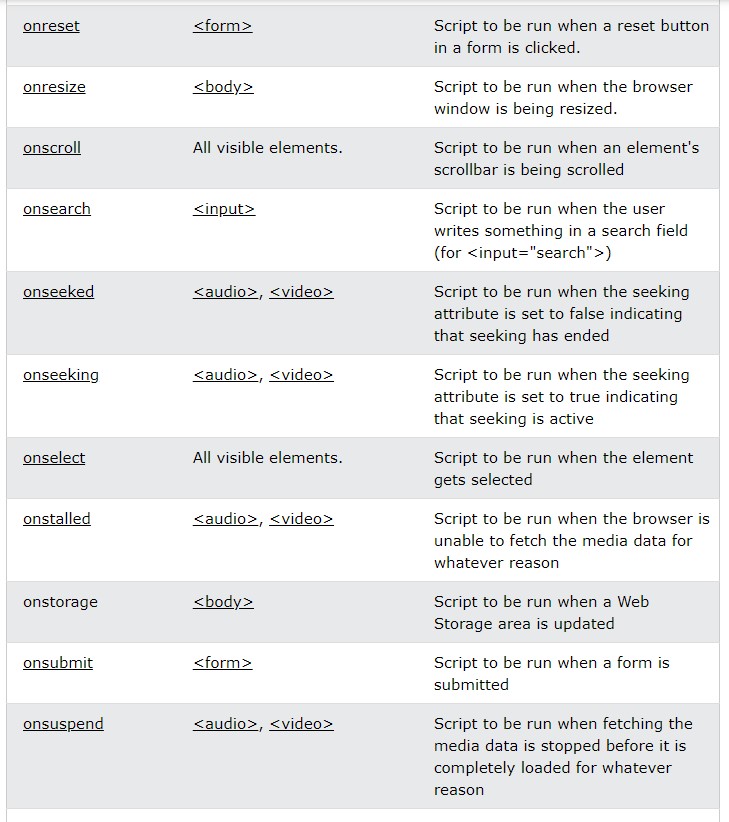 onreset <form> Script to be run when a reset button
in a form is clicked.
onresize <body> Script to be run when the browser
window is being resized.
onscroll All visible elements. Script to be run when an element's
scrollbar is being scrolled
onsearch <input> Script to be run when the user
writes something in a search field
(for <input="search">)
onseeked <audio>, <video> Script to be run when the seeking
attribute is set to false indicating
that seeking has ended
onseeking <audio>, <video> Script to be run when the seeking
attribute is set to true indicating
that seeking is active
onselect All visible elements. Script to be run when the element
gets selected
onstalled <audio>, <video> Script to be run when the browser is
unable to fetch the media data for
whatever reason
onstorage <body> Script to be run when a Web
Storage area is updated
onsubmit <form> Script to be run when a form is
submitted
onsuspend <audio>, <video> Script to be run when fetching the
media data is stopped before it is
completely loaded for whatever
reason